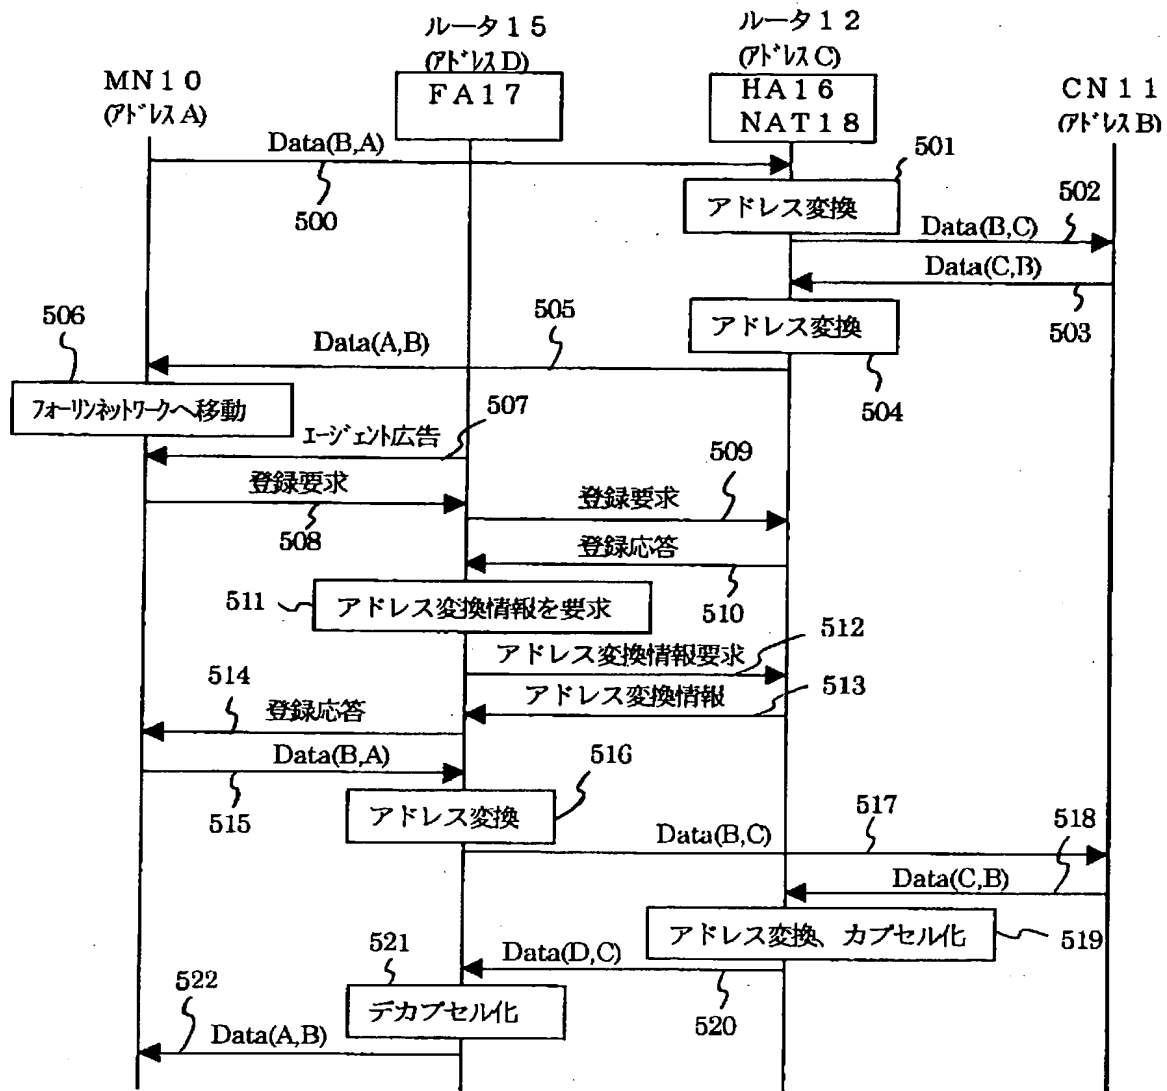 ルータ15
(アドレスD)
ルータ12
(アドレスC)
MN10
(アドレスA)
FA17
HA16
NAT18
CN11
(アドレスB)
Data(B,A)
500
501
アドレス変換
502
Data(B,C)
Data(C,B)
503
506
505
Data(A,B)
アドレス変換
504
フォーリンネットワークへ移動
507
エージェント広告
509
登録要求
508
登録要求
登録応答
510
511
アドレス変換情報を要求
512
アドレス変換情報要求
513
アドレス変換情報
514
登録応答
Data(B,A)
515
516
アドレス変換
517
518
Data(B,C)
Data(C,B)
アドレス変換、カプセル化
519
521
Data(D,C)
520
522
デカプセル化
Data(A,B)